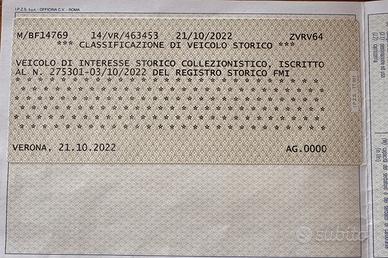 I.P.Z.S. S.p.A. - OFFICINA C.V. - ROMA
M/BF14769 14/VR/463453 21/10/2022 ZVRV64
*** CLASSIFICAZIONE DI VEICOLO STORICO ***
VEICOLO DI INTERESSE STORICO COLLEZIONISTICO, ISCRITTO
AL N. 275301-03/10/2022 DEL REGISTRO STORICO FMI
VERONA, 21.10.2022 AG.0000
subito